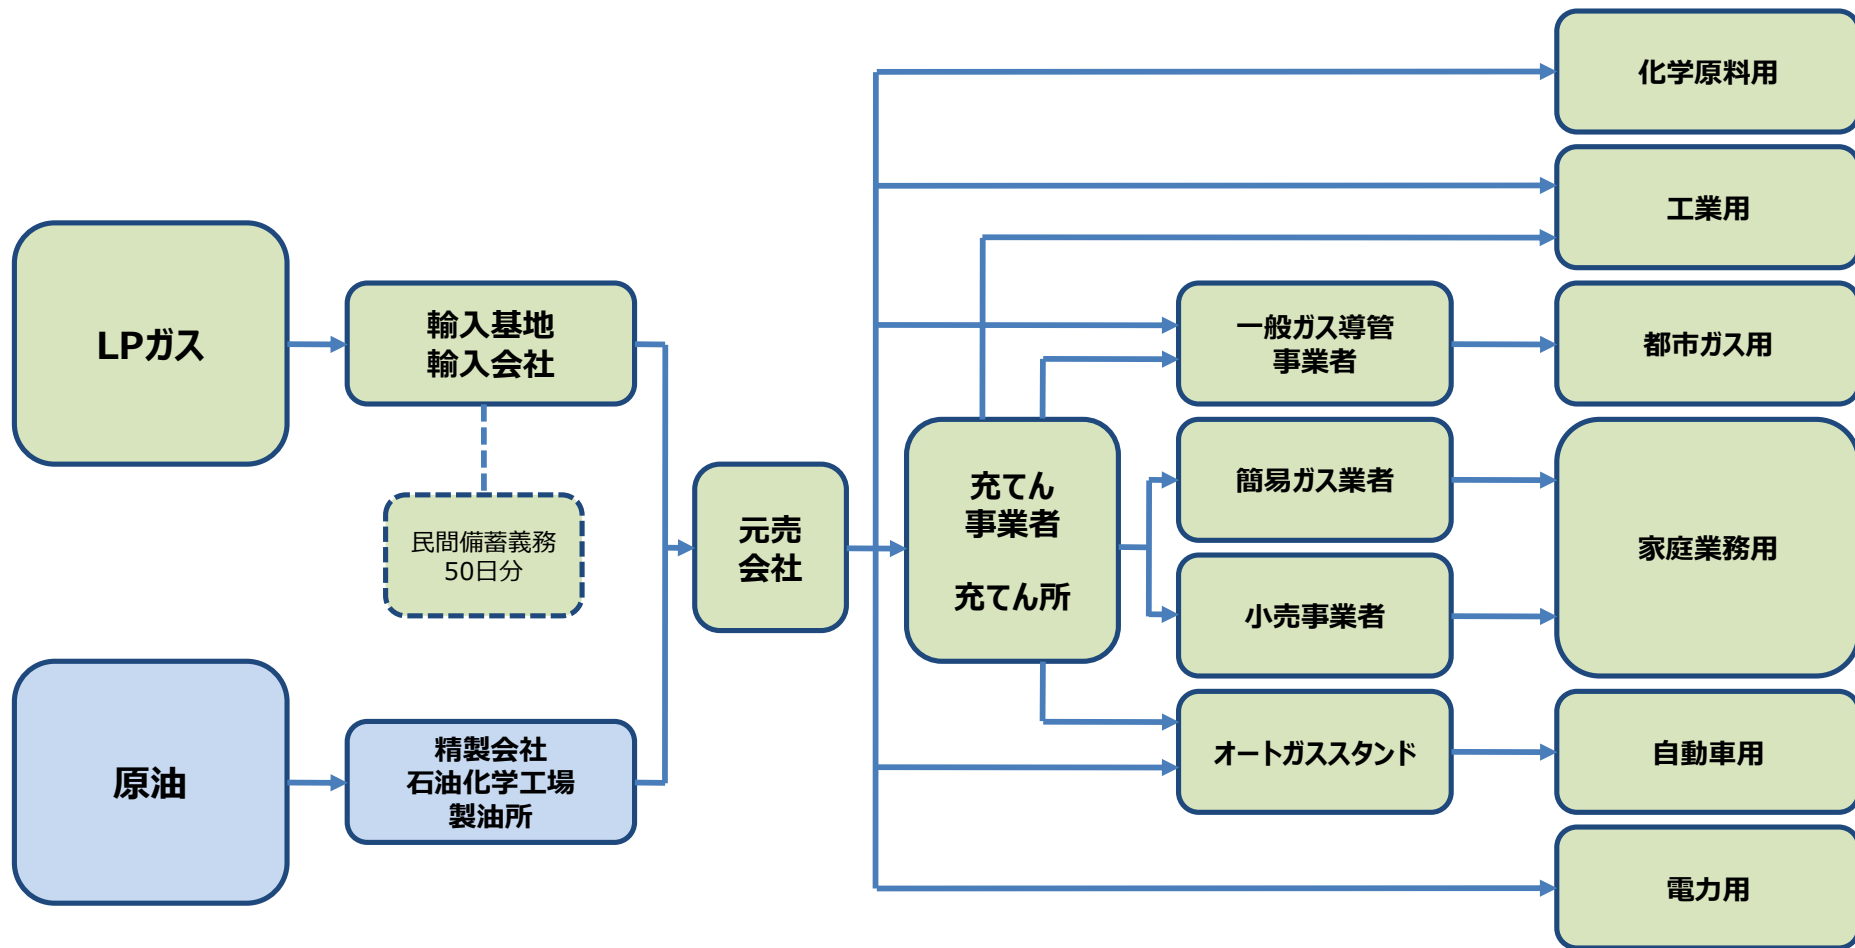 LPガス
輸入基地
輸入会社
民間備蓄義務
50日分
原油
精製会社
石油化学工場
製油所
元売
会社
充てん
事業者
充てん所
一般ガス導管
事業者
簡易ガス業者
小売事業者
オートガススタンド
化学原料用
工業用
都市ガス用
家庭業務用
自動車用
電力用